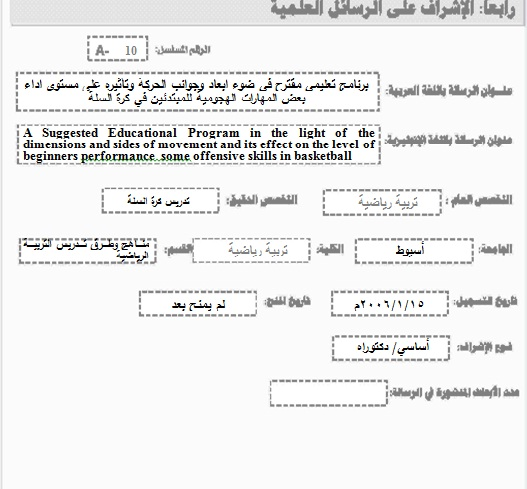 رابعاً: الإشراف على الرسائل العلمية
الرقم المسلسل: 10 -A
عنوان الرسالة باللغة العربية: برنامج تعليمى مقترح فى ضوء ابعاد وجوانب الحركة وتأثيره على مستوى اداء
بعض المهارات الهجومية للمبتدئين في كرة السلة
عنوان الرسالة باللغة الإنجليزية: A Suggested Educational Program in the light of the
dimensions and sides of movement and its effect on the level of
beginners performance some offensive skills in basketball
التخصص العام: تربية رياضية التخصص الدقيق: تدريس كرة السلة
الجامعة: أسيوط الكلية: تربية رياضية القسم: مناهج وطرق تدريس التربية
الرياضية
تاريخ التسجيل: ٢٠٠٦/١/١٥م تاريخ المنح: لم يمنح بعد
نوع الإشراف: أساسي/ دكتوراه
عدد الأبحاث المنشورة في الرسالة: